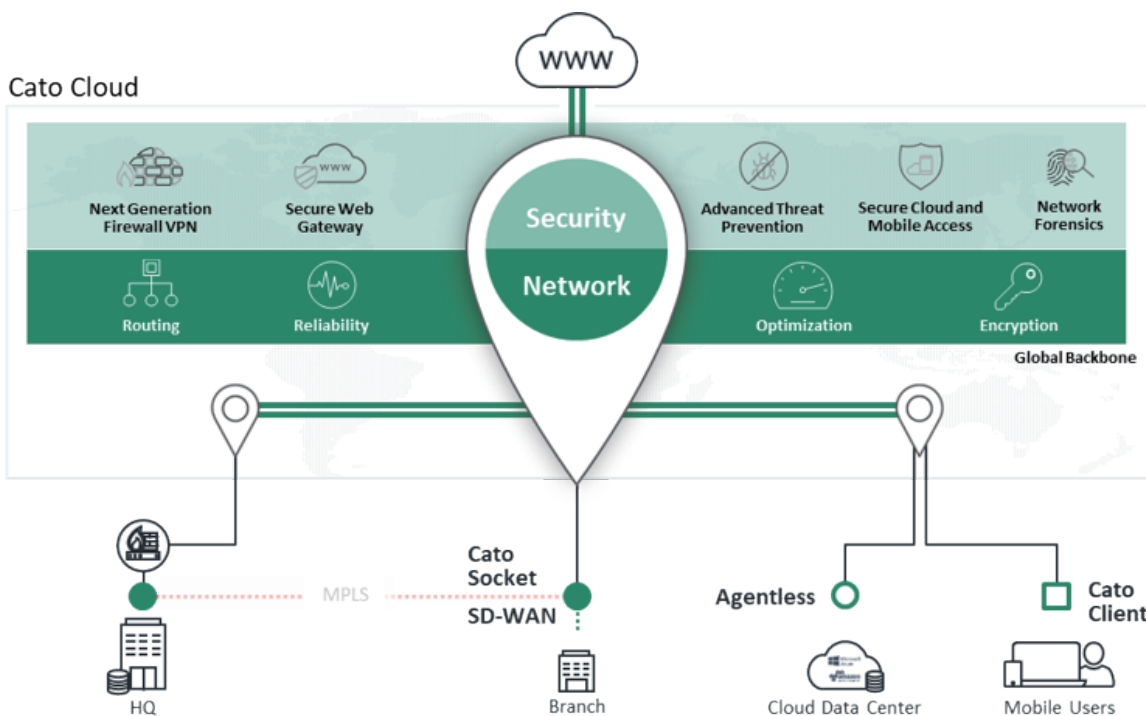 WWW
Cato Cloud
www
Next Generation
Firewall VPN
Secure Web
Gateway
Security
Advanced Threat
Prevention
Secure Cloud and
Mobile Access
Network
Forensics
Network
Routing
Reliability
Optimization
Encryption
Global Backbone
Cato
Socket
SD-WAN
MPLS
Agentless
Cato
Client
Microsoft
amazon
HQ
Branch
Cloud Data Center
Mobile Users